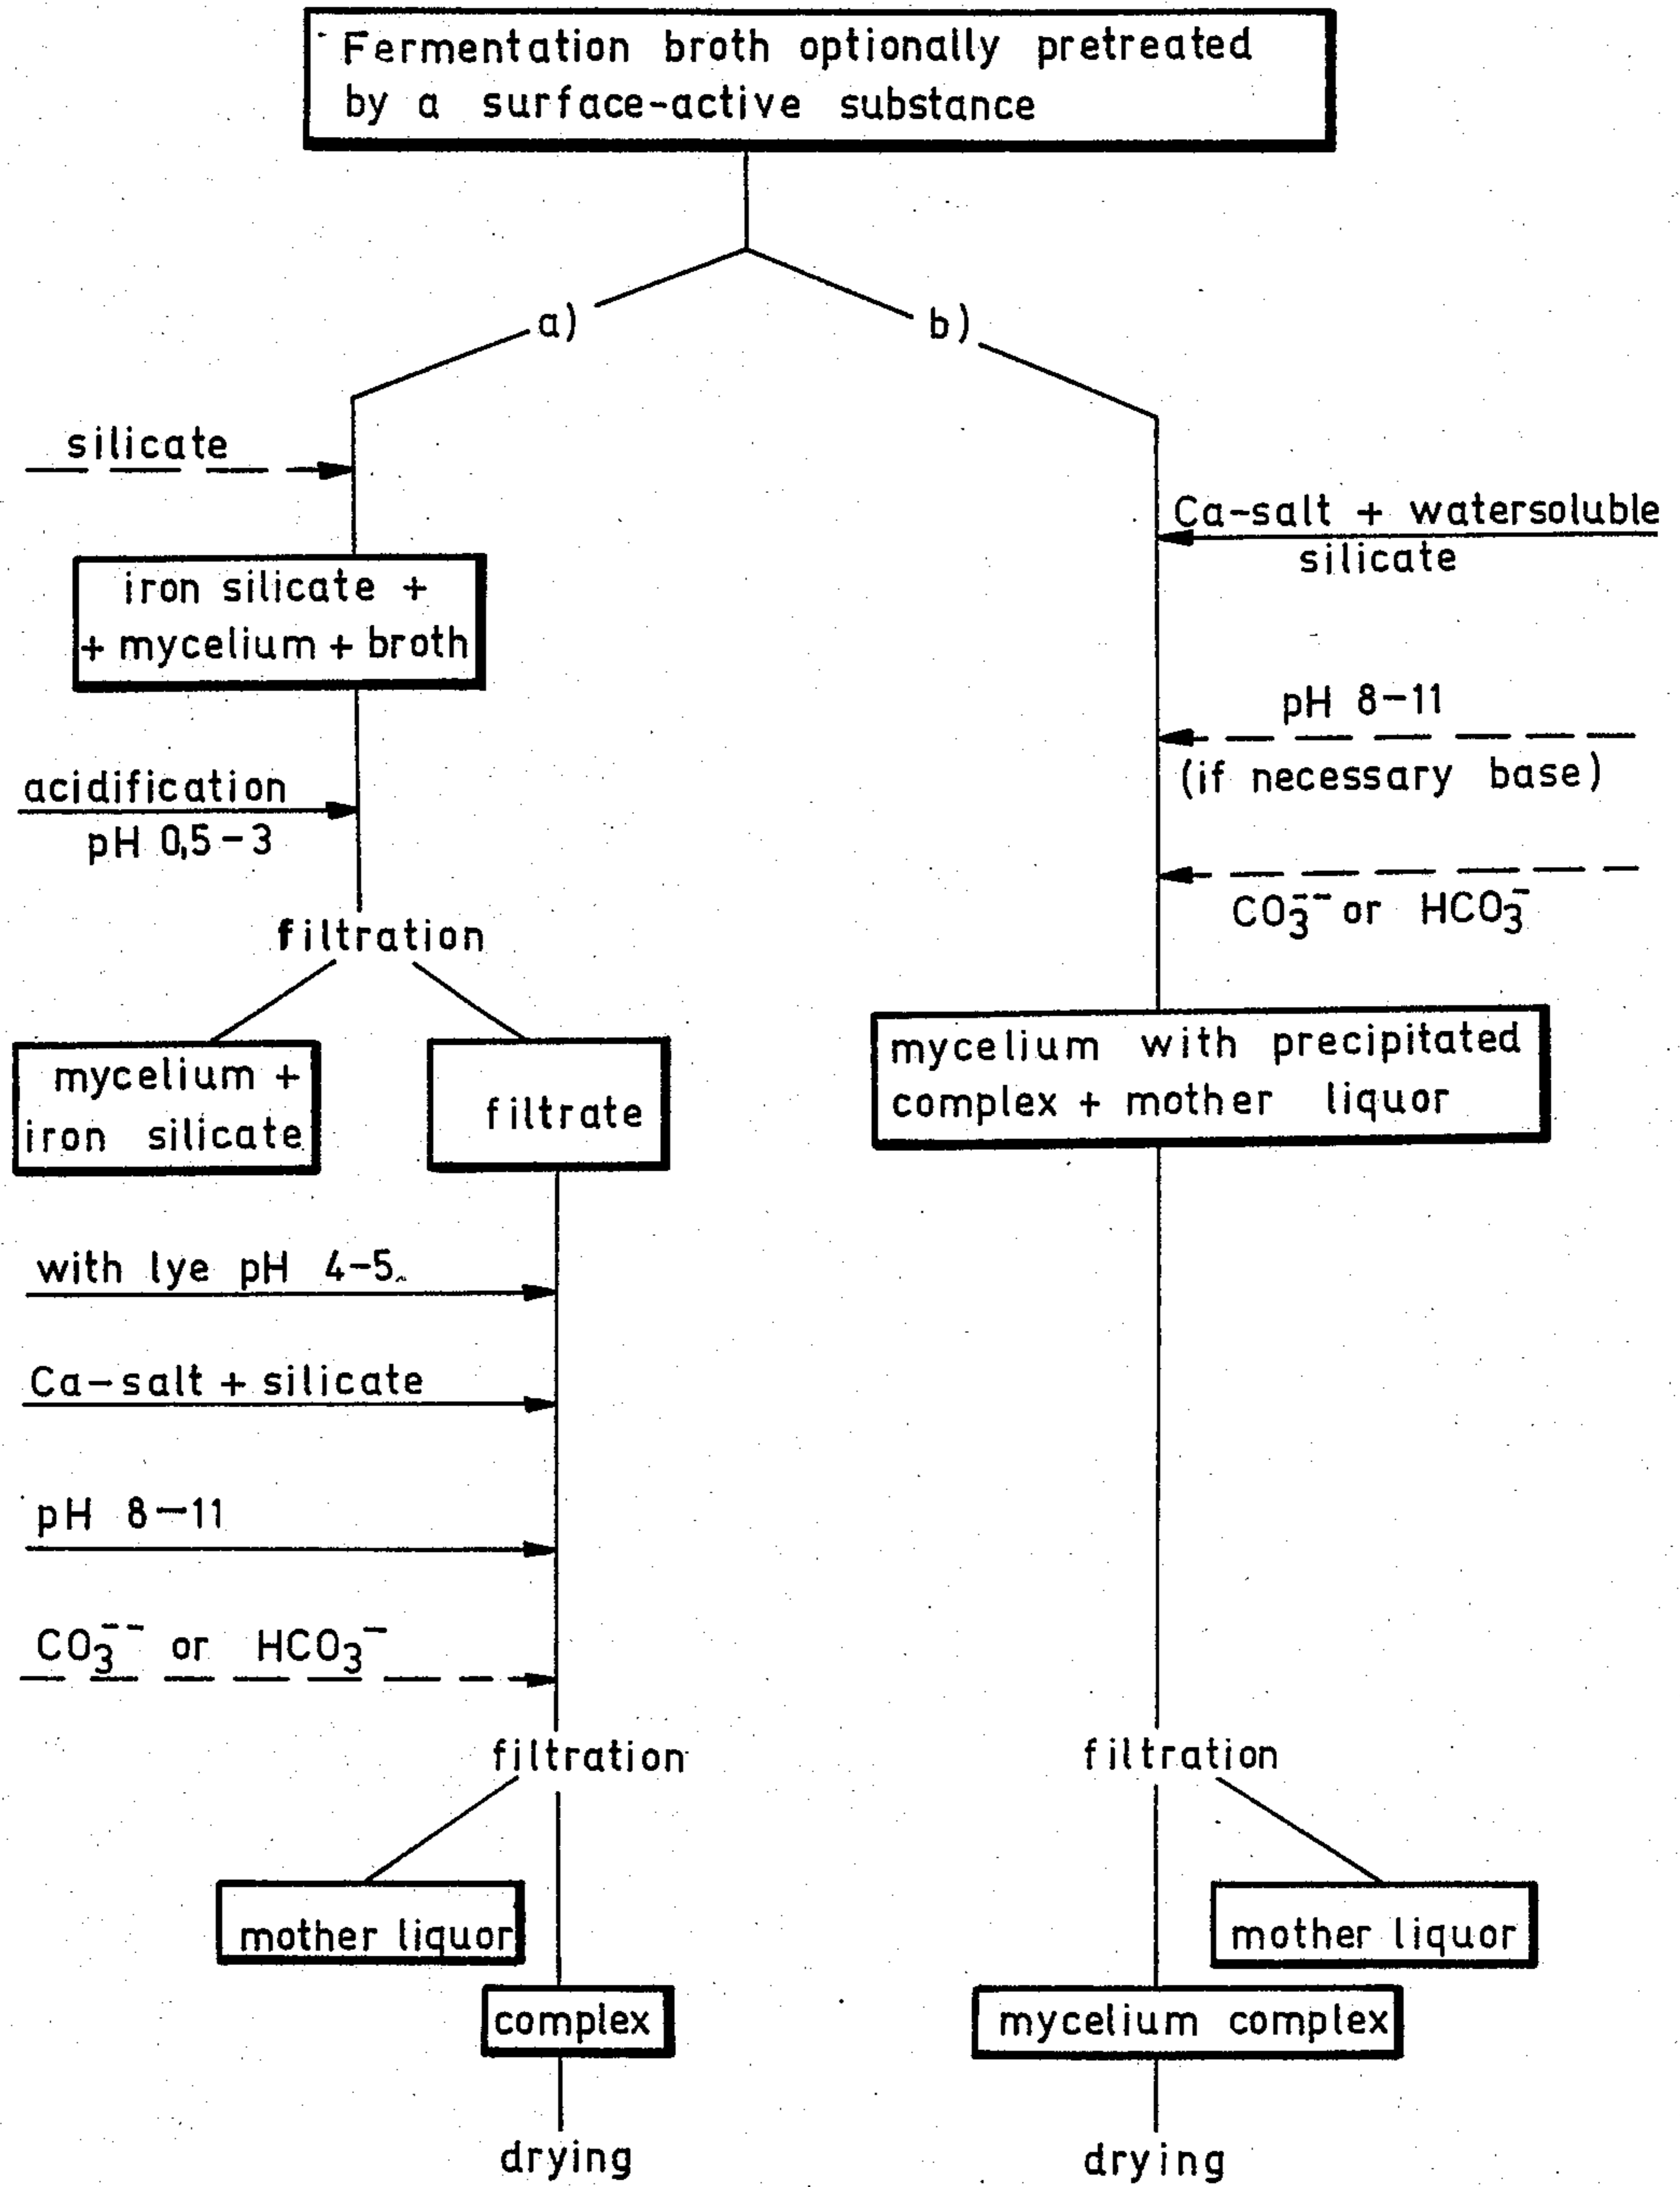 Fermentation broth optionally pretreated
by a surface-active substance
a)
b)
silicate
iron silicate +
+ mycelium + broth
acidification
pH 0,5-3
filtration
mycelium +
iron silicate
filtrate
with lye pH 4-5
Ca-salt + silicate
pH 8-11
CO3-- or HCO3-
filtration
mother liquor
complex
drying
Ca-salt + watersoluble
silicate
pH 8-11
(if necessary base)
CO3-- or HCO3-
mycelium with precipitated
complex + mother liquor
filtration
mother liquor
mycelium complex
drying